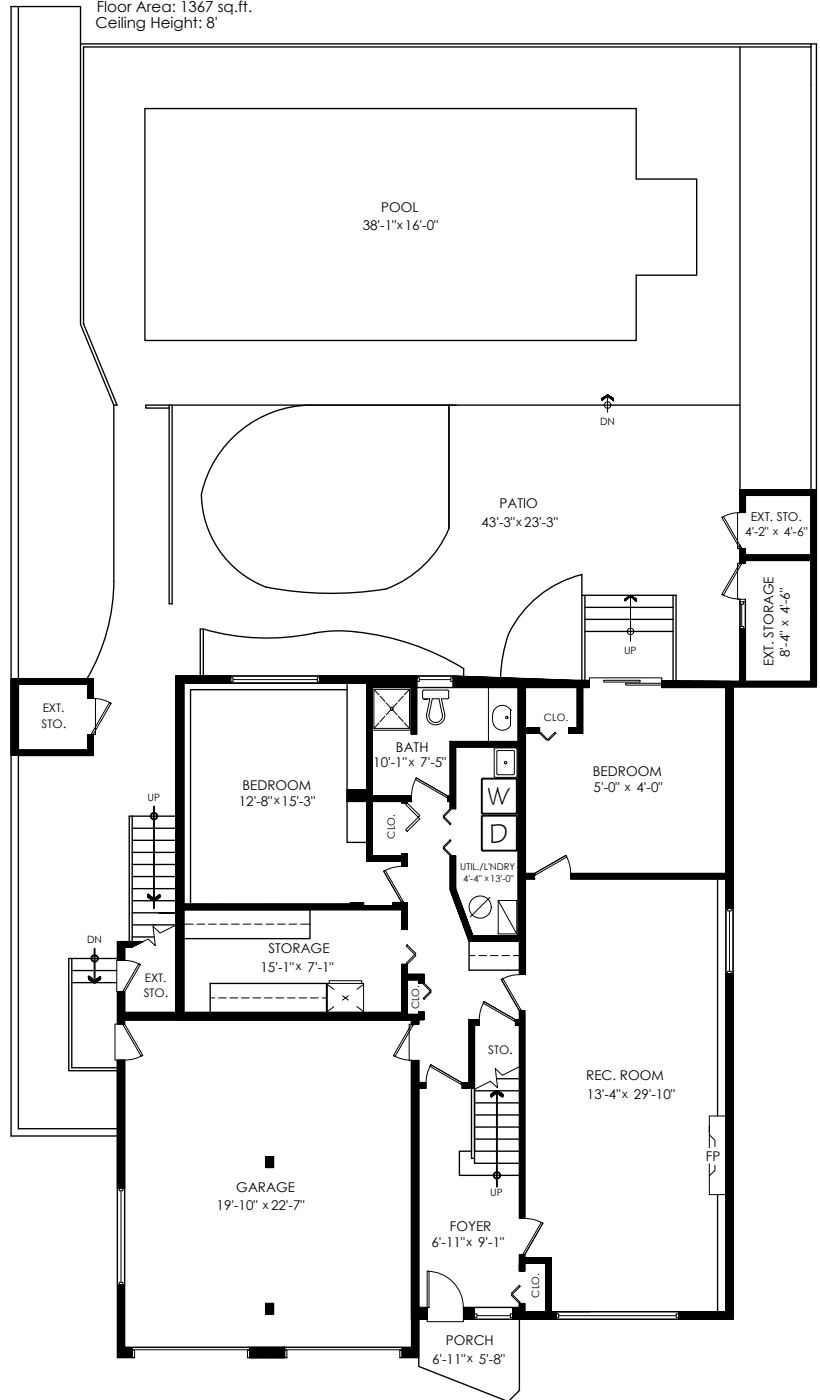 Floor Area: 1367 sq.ft.
Ceiling Height: 8'
POOL
38'-1"x 16'-0"
DN
PATIO
43'-3"x 23'-3"
EXT. STO.
4'-2" x 4'-6"
EXT. STORAGE
8'-4" x 4'-6"
UP
EXT.
STO.
CLO.
BATH
10'-1"x 7'-5"
BEDROOM
12'-8"x 15'-3"
BEDROOM
5'-0" x 4'-0"
W
D
UP
CLO.
UTIL./L'NDRY
4'-4" x 13'-0"
DN
STORAGE
15'-1"x 7'-1"
EXT.
STO.
CLO.
X
STO.
REC. ROOM
13'-4"x 29'-10"
FP
GARAGE
19'-10" x 22'-7"
UP
FOYER
6'-11"x 9'-1"
CLO.
PORCH
6'-11"x 5'-8"